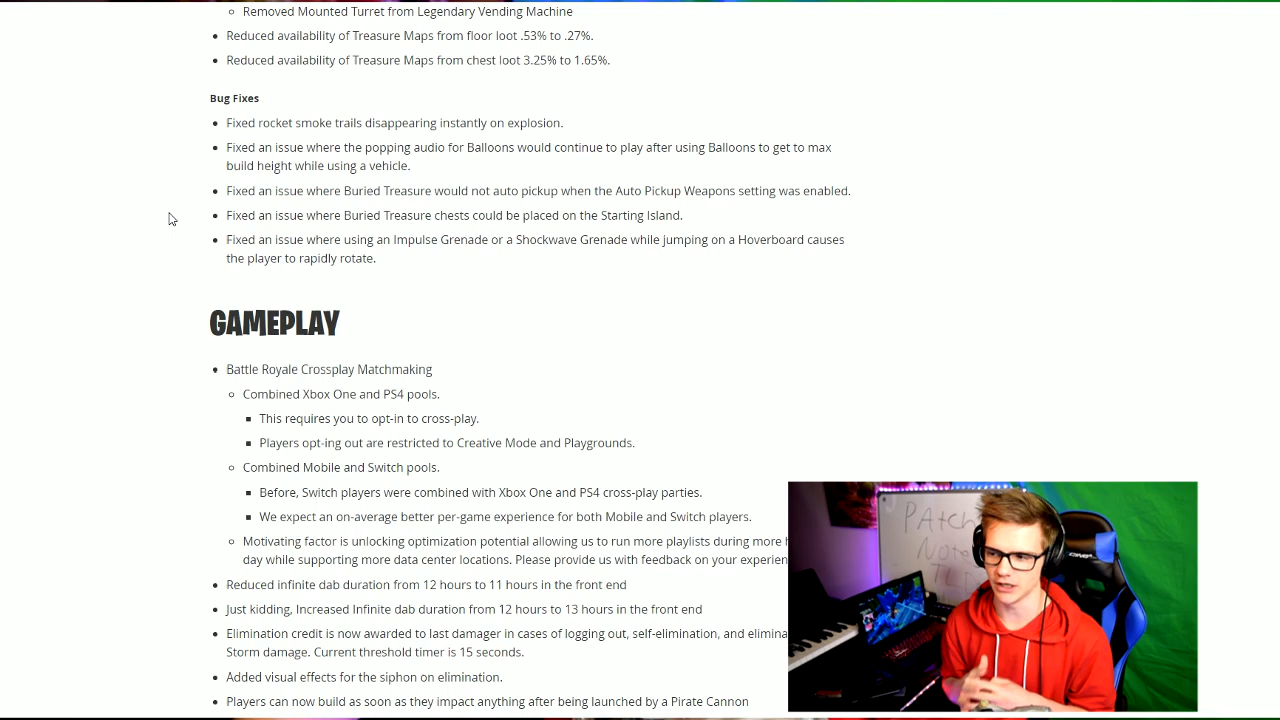 Removed Mounted Turret from Legendary Vending Machine
Reduced availability of Treasure Maps from floor loot .53% to .27%.
Reduced availability of Treasure Maps from chest loot 3.25% to 1.65%.
Bug Fixes
Fixed rocket smoke trails disappearing instantly on explosion.
Fixed an issue where the popping audio for Balloons would continue to play after using Balloons to get to max
build height while using a vehicle.
Fixed an issue where Buried Treasure would not auto pickup when the Auto Pickup Weapons setting was enabled.
Fixed an issue where Buried Treasure chests could be placed on the Starting Island.
Fixed an issue where using an Impulse Grenade or a Shockwave Grenade while jumping on a Hoverboard causes
the player to rapidly rotate.
GAMEPLAY
Battle Royale Crossplay Matchmaking
Combined Xbox One and PS4 pools.
This requires you to opt-in to cross-play.
Players opt-ing out are restricted to Creative Mode and Playgrounds.
Combined Mobile and Switch pools.
Before, Switch players were combined with Xbox One and PS4 cross-play parties.
We expect an on-average better per-game experience for both Mobile and Switch players.
Motivating factor is unlocking optimization potential allowing us to run more playlists during more
day while supporting more data center locations. Please provide us with feedback on your
Reduced infinite dab duration from 12 hours to 11 hours in the front end
Just kidding, Increased Infinite dab duration from 12 hours to 13 hours in the front end
Elimination credit is now awarded to last damager in cases of logging out, self-elimination, and
Storm damage. Current threshold timer is 15 seconds.
Added visual effects for the siphon on elimination.
Players can now build as soon as they impact anything after being launched by a Pirate Cannon
PAtch
Note